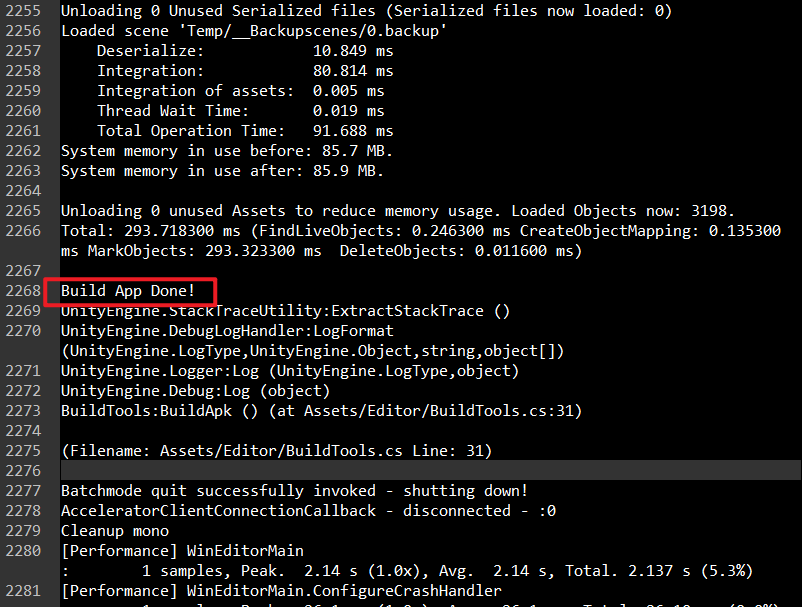 2255 Unloading 0 Unused Serialized files (Serialized files now loaded: 0)
2256 Loaded scene 'Temp/__Backupscenes/0.backup'
2257     Deserialize:            10.849 ms
2258     Integration:            80.814 ms
2259     Integration of assets:  0.005 ms
2260     Thread Wait Time:       0.019 ms
2261     Total Operation Time:   91.688 ms
2262 System memory in use before: 85.7 MB.
2263 System memory in use after: 85.9 MB.
2264
2265 Unloading 0 unused Assets to reduce memory usage. Loaded Objects now: 3198.
2266 Total: 293.718300 ms (FindLiveObjects: 0.246300 ms CreateObjectMapping: 0.135300
ms MarkObjects: 293.323300 ms  DeleteObjects: 0.011600 ms)
2267
2268 Build App Done!
2269 UnityEngine.StackTraceUtility:ExtractStackTrace ()
2270 UnityEngine.DebugLogHandler:LogFormat
(UnityEngine.LogType,UnityEngine.Object,string,object[])
2271 UnityEngine.Logger:Log (UnityEngine.LogType,object)
2272 UnityEngine.Debug:Log (object)
2273 BuildTools:BuildApk () (at Assets/Editor/BuildTools.cs:31)
2274
2275 (Filename: Assets/Editor/BuildTools.cs Line: 31)
2276
2277 Batchmode quit successfully invoked - shutting down!
2278 AcceleratorClientConnectionCallback - disconnected - :0
2279 Cleanup mono
2280 [Performance] WinEditorMain
:        1 samples, Peak.  2.14 s (1.0x), Avg.  2.14 s, Total. 2.137 s (5.3%)
2281 [Performance] WinEditorMain.ConfigureCrashHandler